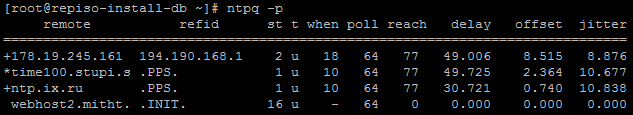 [root@repiso-install-db ~]# ntpq -p
     remote           refid      st t when poll reach   delay   offset  jitter
==============================================================================
+178.19.245.161  194.190.168.1    2 u   18   64   77   49.006    8.515   8.876
*time100.stupi.s .PPS.            1 u   10   64   77   49.725    2.364  10.677
+ntp.ix.ru       .PPS.            1 u   10   64   77   30.721    0.740  10.838
 webhost2.mitht. .INIT.          16 u    -   64    0    0.000    0.000   0.000